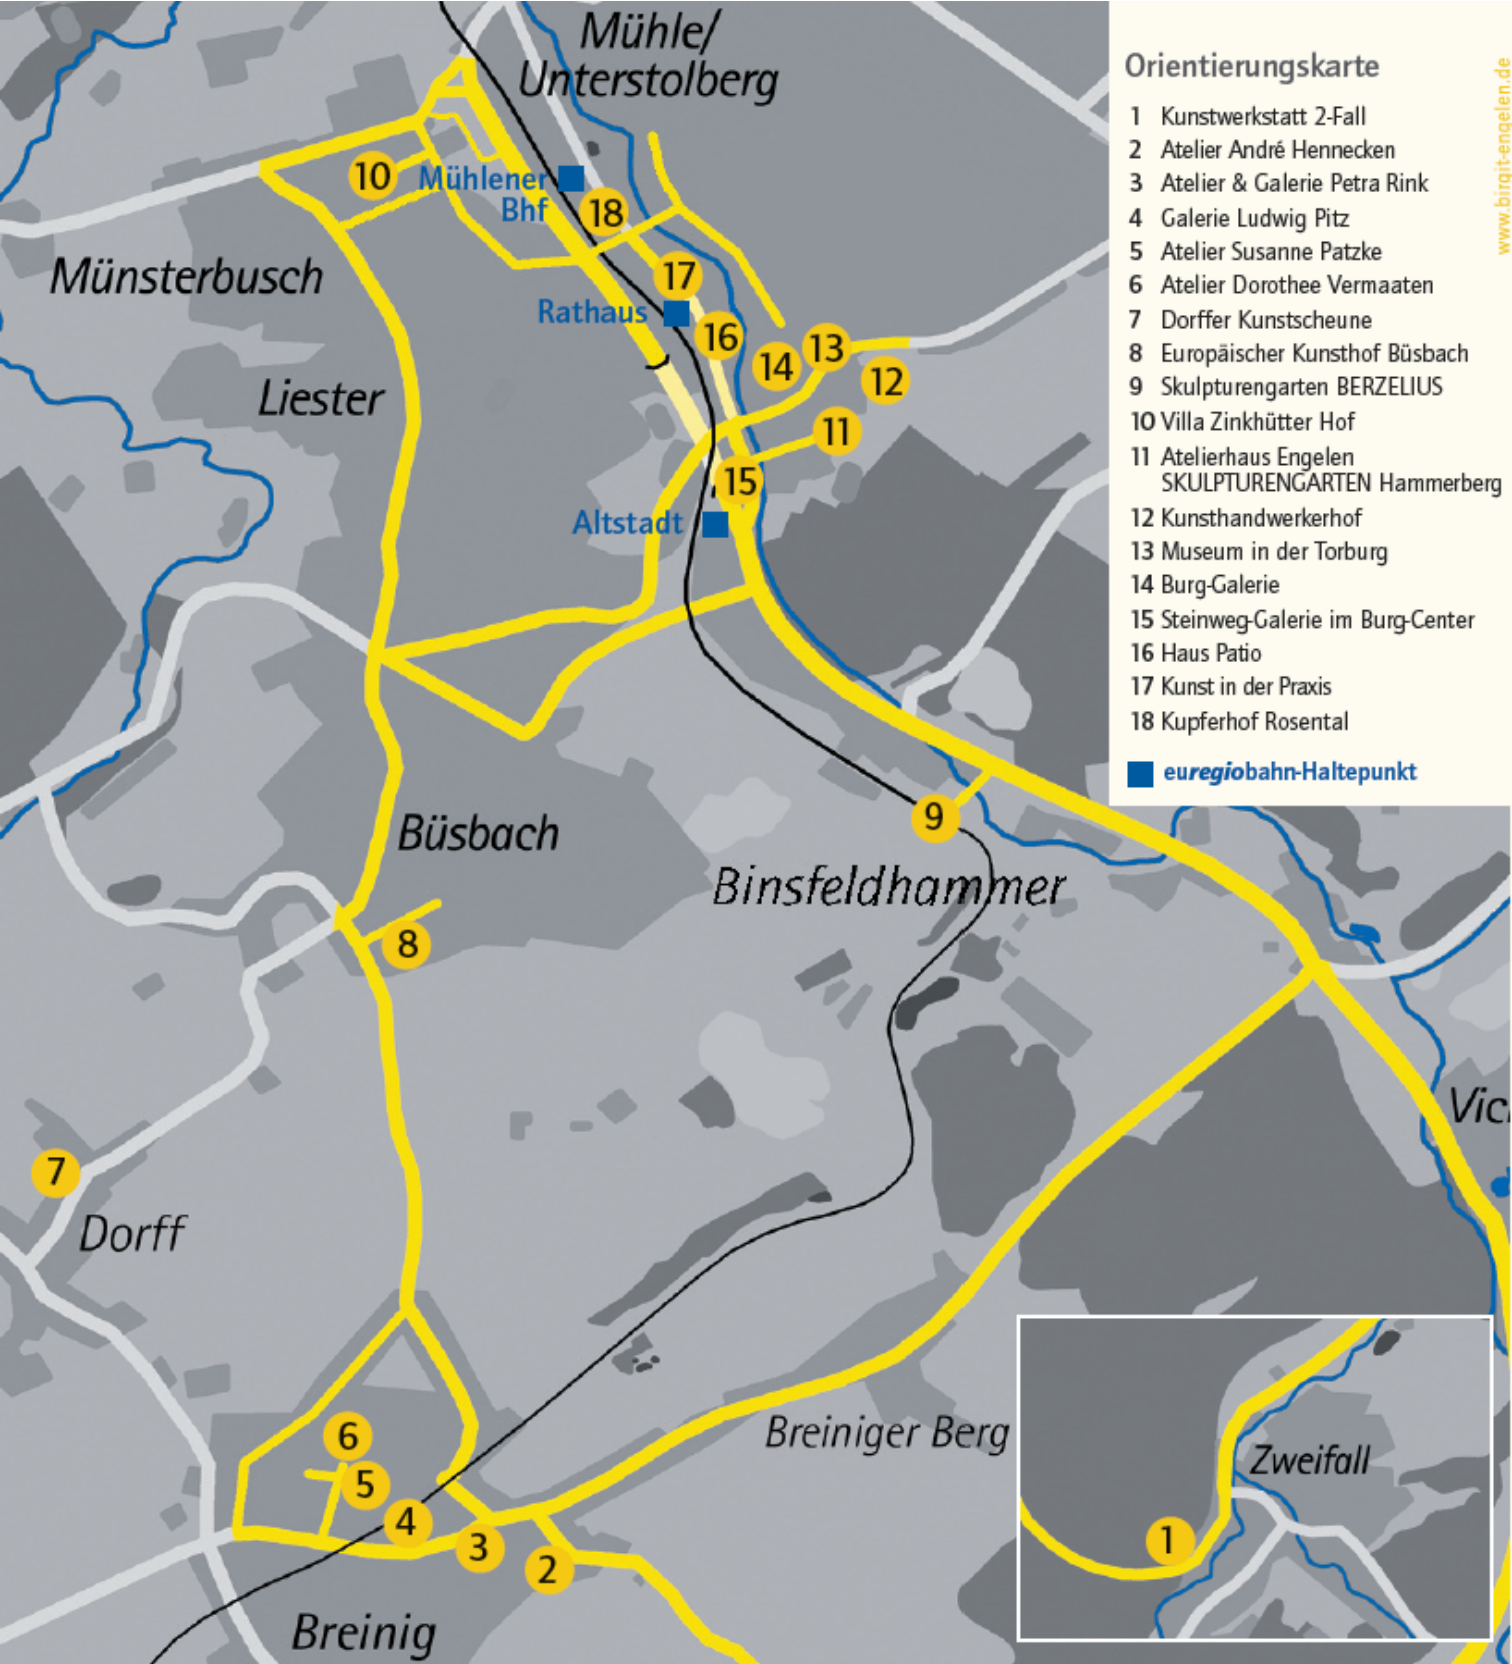 Mühle/
Unterstolberg
10
Mühlener
Bhf
18
Münsterbusch
17
Rathaus
16
13
14
12
Liester
11
15
Altstadt
9
Büsbach
Binsfeldhammer
8
Vic
7
Dorff
6
5
4
3
2
Breiniger Berg
Breinig
Zweifall
1
Orientierungskarte
1 Kunstwerkstatt 2-Fall
2 Atelier André Hennecken
3 Atelier & Galerie Petra Rink
4 Galerie Ludwig Pitz
5 Atelier Susanne Patzke
6 Atelier Dorothee Vermaaten
7 Dorffer Kunstscheune
8 Europäischer Kunsthof Büsbach
9 Skulpturengarten BERZELIUS
10 Villa Zinkhütter Hof
11 Atelierhaus Engelen
SKULPTURENGARTEN Hammerberg
12 Kunsthandwerkerhof
13 Museum in der Torburg
14 Burg-Galerie
15 Steinweg-Galerie im Burg-Center
16 Haus Patio
17 Kunst in der Praxis
18 Kupferhof Rosental
euregiobahn-Haltepunkt
www.birgit-engelen.de